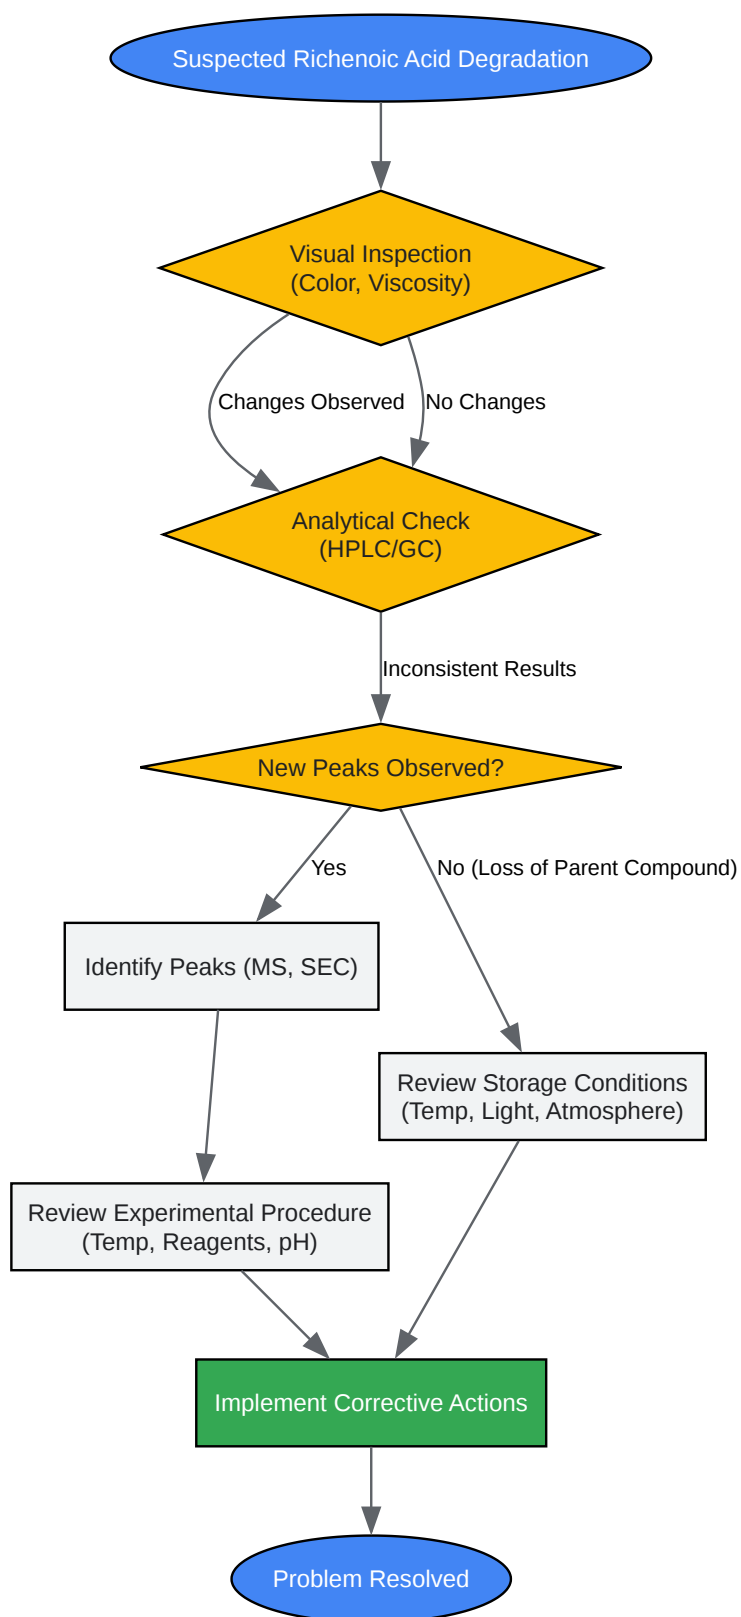 Suspected Richenoic Acid Degradation
Visual Inspection
(Color, Viscosity)
Changes Observed
No Changes
Analytical Check
(HPLC/GC)
Inconsistent Results
New Peaks Observed?
Yes
No (Loss of Parent Compound)
Identify Peaks (MS, SEC)
Review Storage Conditions
(Temp, Light, Atmosphere)
Review Experimental Procedure
(Temp, Reagents, pH)
Implement Corrective Actions
Problem Resolved